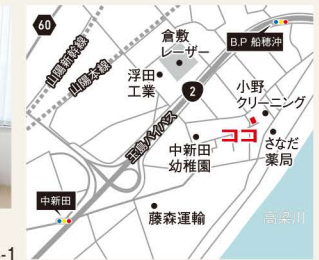 60
倉敷
レーザー
B.P 船穂沖
山陽新幹線
山陽本線
浮田
工業
2
小野
クリーニング
玉島バイパス
ココ
中新田
幼稚園
さなだ
薬局
中新田
藤森運輸
高梁川
-1